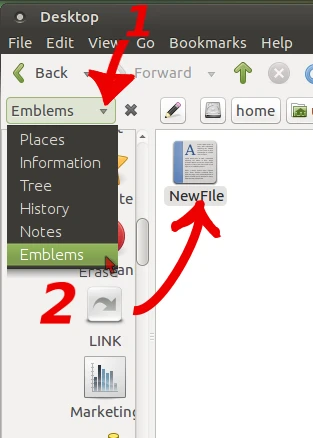 Desktop
1
File Edit View Go Bookmarks Help
Back Forward
Emblems home
Places
Information
Tree
History
Notes
Emblems
NewFIle
Erase
2
LINK
Marketing